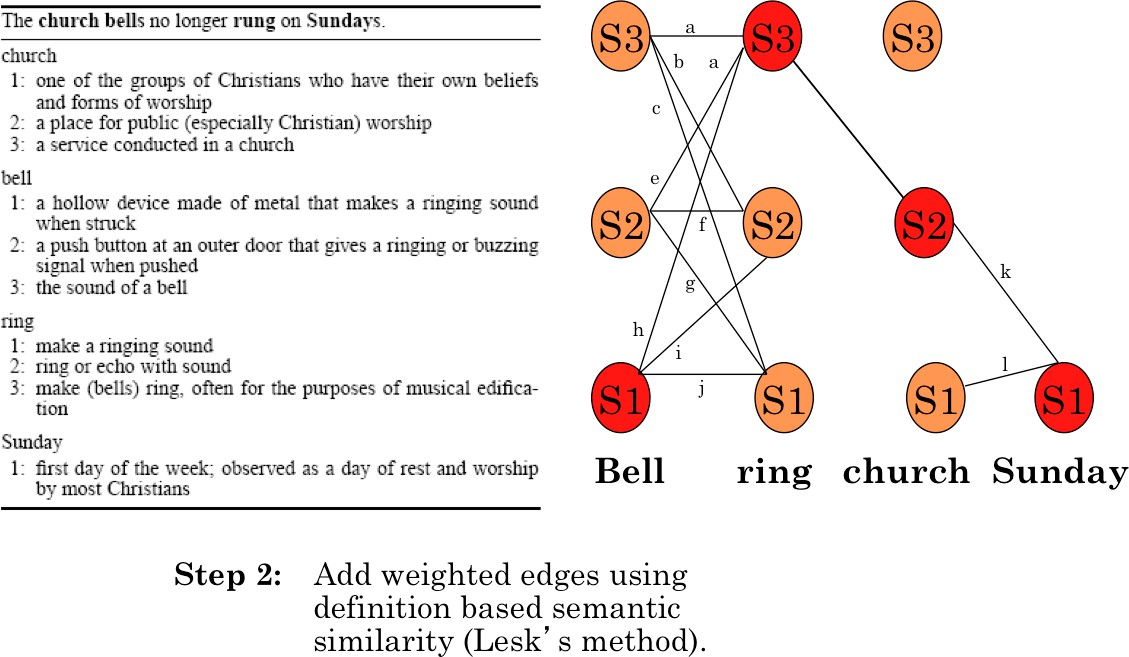 The church bells no longer rung on Sundays.
church
1: one of the groups of Christians who have their own beliefs
and forms of worship
2: a place for public (especially Christian) worship
3: a service conducted in a church
bell
1: a hollow device made of metal that makes a ringing sound
when struck
2: a push button at an outer door that gives a ringing or buzzing
signal when pushed
3: the sound of a bell
ring
1: make a ringing sound
2: ring or echo with sound
3: make (bells) ring, often for the purposes of musical edifica-
tion
Sunday
1: first day of the week; observed as a day of rest and worship
by most Christians
S3 a S3 S3
b a
c
e
S2 f S2 S2
g k
h
i l
S1 j S1 S1 S1
Bell ring church Sunday
Step 2: Add weighted edges using
definition based semantic
similarity (Lesk's method).